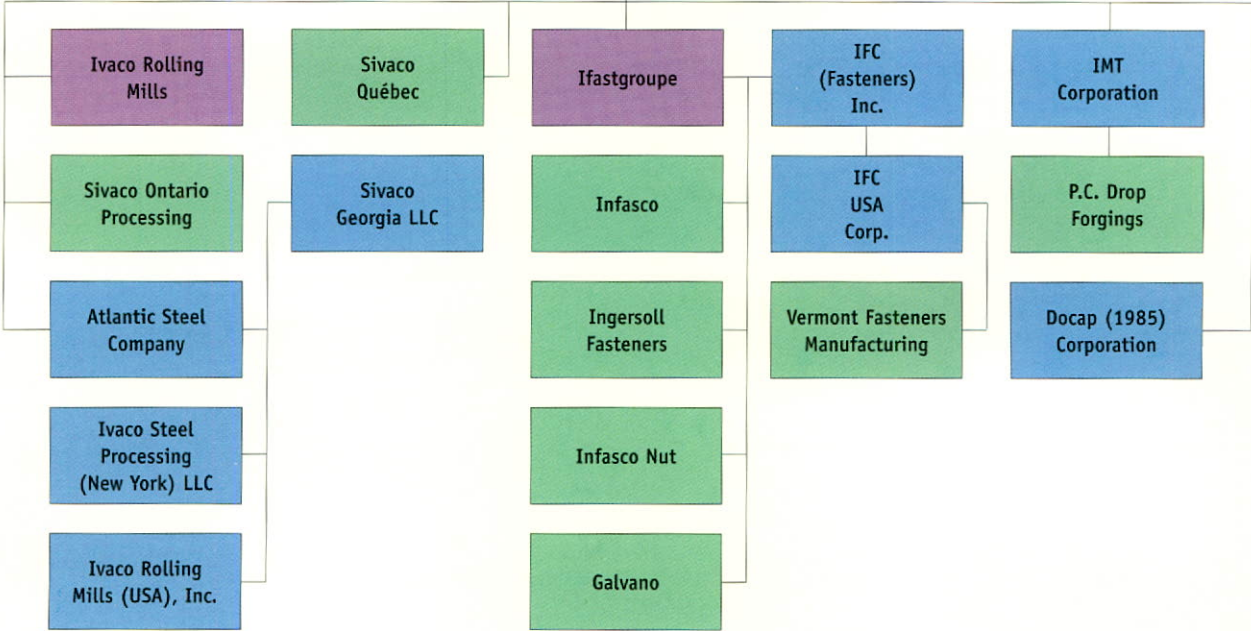 Ivaco Rolling
Mills
Sivaco
Québec
Ifastgroupe
IFC
(Fasteners)
Inc.
IMT
Corporation
Sivaco Ontario
Processing
Sivaco
Georgia LLC
Infasco
IFC
USA
Corp.
P.C. Drop
Forgings
Atlantic Steel
Company
Ingersoll
Fasteners
Vermont Fasteners
Manufacturing
Docap (1985)
Corporation
Ivaco Steel
Processing
(New York) LLC
Infasco Nut
Ivaco Rolling
Mills (USA), Inc.
Galvano